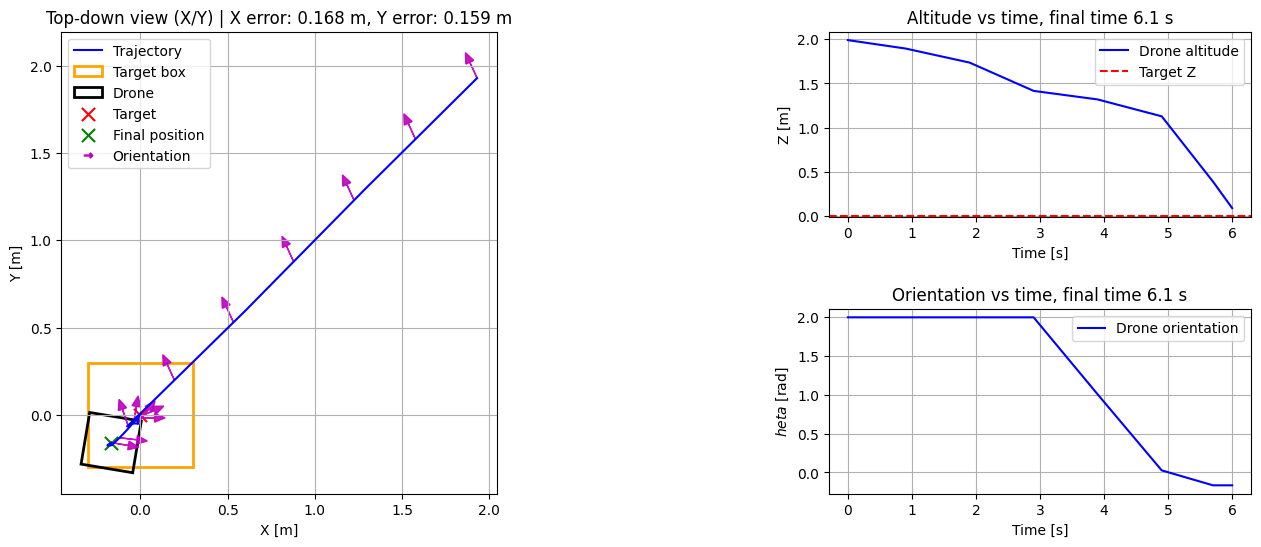 Top-down view (X/Y) | X error: 0.168 m, Y error: 0.159 m
Trajectory
Target box
Drone
Target
Final position
Orientation
Y [m]
2.0
1.5
1.0
0.5
0.0
0.0 0.5 1.0 1.5 2.0
X [m]
Altitude vs time, final time 6.1 s
Drone altitude
Target Z
Z [m]
2.0
1.5
1.0
0.5
0.0
0 1 2 3 4 5 6
Time [s]
Orientation vs time, final time 6.1 s
Drone orientation
heta [rad]
2.0
1.5
1.0
0.5
0.0
0 1 2 3 4 5 6
Time [s]